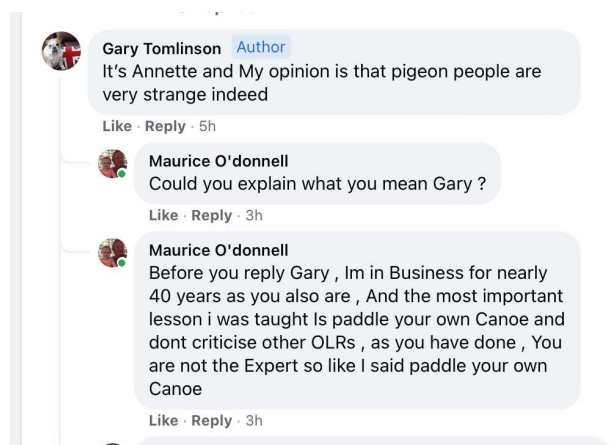 Gary Tomlinson Author
It's Annette and My opinion is that pigeon people are
very strange indeed
Like · Reply · 5h
Maurice O'donnell
Could you explain what you mean Gary ?
Like · Reply · 3h
Maurice O'donnell
Before you reply Gary , Im in Business for nearly
40 years as you also are , And the most important
lesson i was taught Is paddle your own Canoe and
dont criticise other OLRs , as you have done , You
are not the Expert so like I said paddle your own
Canoe
Like · Reply · 3h